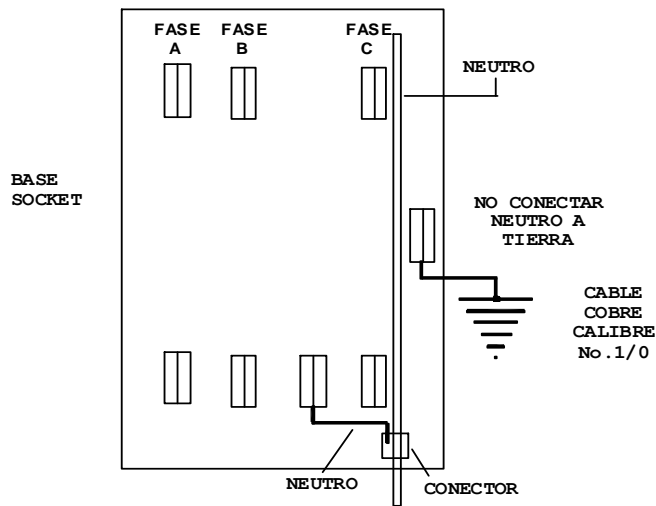 FASE
A
FASE
B
FASE
C
NEUTRO
BASE
SOCKET
NO CONECTAR
NEUTRO A
TIERRA
CABLE
COBRE
CALIBRE
No.1/0
NEUTRO
CONECTOR